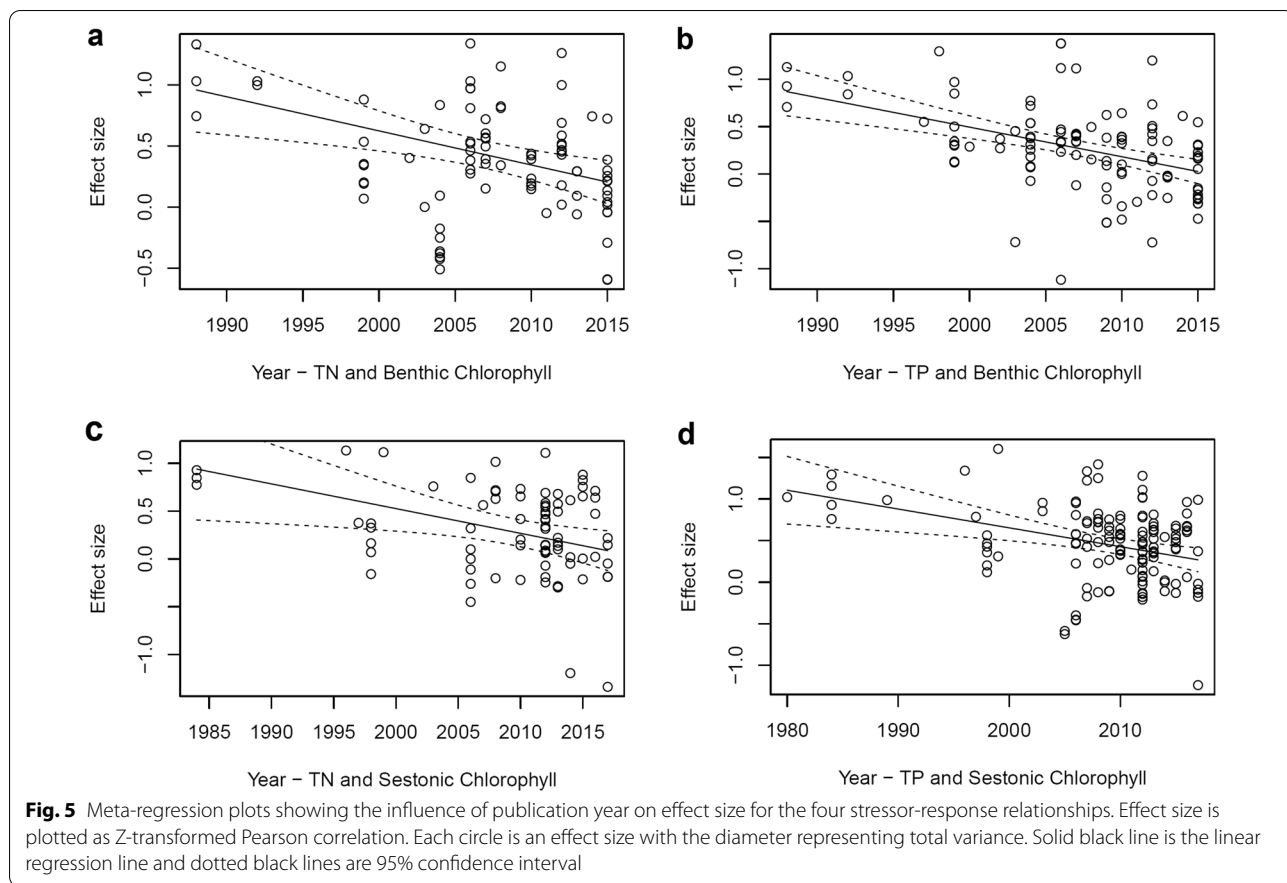 a
Effect size
1.0
0.5
0.0
−0.5
1990 1995 2000 2005 2010 2015
Year − TN and Benthic Chlorophyll
b
Effect size
1.0
0.5
0.0
−1.0
1990 1995 2000 2005 2010 2015
Year − TP and Benthic Chlorophyll
c
Effect size
1.0
0.5
0.0
−1.0
1985 1990 1995 2000 2005 2010 2015
Year − TN and Sestonic Chlorophyll
d
Effect size
1.0
0.0
−1.0
1980 1990 2000 2010
Year − TP and Sestonic Chlorophyll
Fig. 5 Meta-regression plots showing the influence of publication year on effect size for the four stressor-response relationships. Effect size is
plotted as Z-transformed Pearson correlation. Each circle is an effect size with the diameter representing total variance. Solid black line is the linear
regression line and dotted black lines are 95% confidence interval